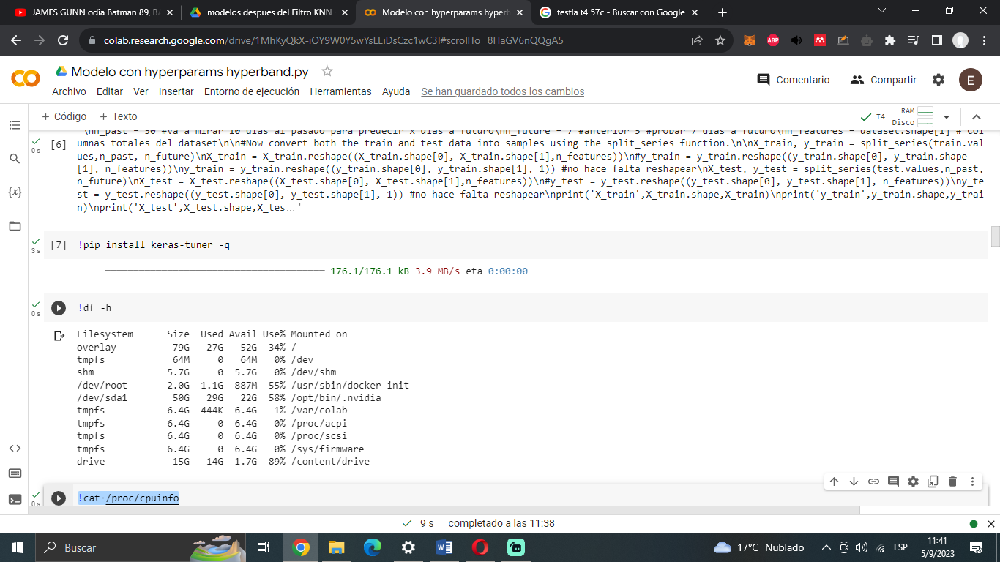 JAMES GUNN odia Batman 89, B
modelos despues del Filtro KNN
Modelo con hyperparams hyperb
testla t4 57c - Buscar con Google
colab.research.google.com/drive/1MhKyQkX-iOY9W0Y5wYsLEiDsCzc1wC3I#scrollTo=8HaGV6nQQgA5
ABP
CO
Modelo con hyperparams hyperband.py
Comentario
Compartir
E
Archivo Editar Ver Insertar Entorno de ejecución Herramientas Ayuda Se han guardado todos los cambios
+ Código + Texto
T4
RAM
Disco
\nn_past = 50 #va a mirar 10 dias al pasado para predecir x dias a futuro\nn_future = 7 #anterior 5 #probar 7 dias a futuro\nn_features = dataset.shape[1] # Col
[6] umnas totales del dataset\n\n#Now convert both the train and test data into samples using the split_series function.\n\nX_train, y_train = split_series(train.val
0 s
ues,n_past, n_future)\nX_train = X_train.reshape((X_train.shape[0], X_train.shape[1],n_features))\n#y_train = y_train.reshape((y_train.shape[0], y_train.shape
[1], n_features))\ny_train = y_train.reshape((y_train.shape[0], y_train.shape[1], 1)) #no hace falta reshapear\nX_test, y_test = split_series(test.values,n_past,
n_future)\nX_test = X_test.reshape((X_test.shape[0], X_test.shape[1],n_features))\n#y_test = y_test.reshape((y_test.shape[0], y_test.shape[1], n_features))\ny_te
st = y_test.reshape((y_test.shape[0], y_test.shape[1], 1)) #no hace falta reshapear\nprint('X_train',X_train.shape,X_train)\nprint('y_train',y_train.shape,y_trai
n)\nprint('X_test',X_test.shape,X_tes…'
[7] !pip install keras-tuner -q
3 s
176.1/176.1 kB 3.9 MB/s eta 0:00:00
!df -h
0 s
Filesystem Size Used Avail Use% Mounted on
overlay 79G 27G 52G 34% /
tmpfs 64M 0 64M 0% /dev
shm 5.7G 0 5.7G 0% /dev/shm
/dev/root 2.0G 1.1G 887M 55% /usr/sbin/docker-init
/dev/sda1 50G 29G 22G 58% /opt/bin/.nvidia
tmpfs 6.4G 444K 6.4G 1% /var/colab
tmpfs 6.4G 0 6.4G 0% /proc/acpi
tmpfs 6.4G 0 6.4G 0% /proc/scsi
tmpfs 6.4G 0 6.4G 0% /sys/firmware
drive 15G 14G 1.7G 89% /content/drive
!cat /proc/cpuinfo
0 s
9 s completado a las 11:38
Buscar
17°C Nublado
ESP
11:41
5/9/2023